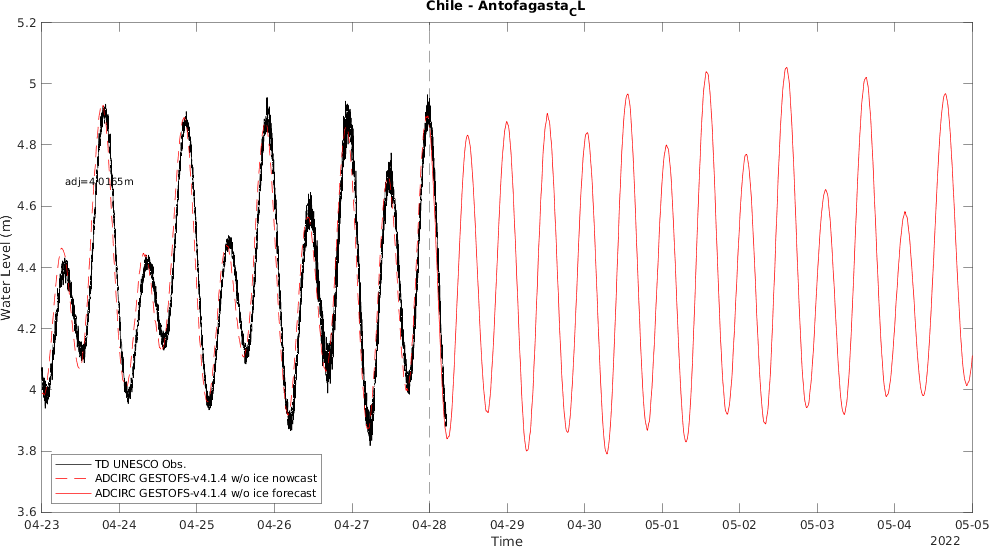 Chile - Antofagasta_CL
5.2
5
4.8
4.6
4.4
4.2
4
3.8
3.6
Water Level (m)
adj=4.0165m
TD UNESCO Obs.
ADCIRC GESTOFS-v4.1.4 w/o ice nowcast
ADCIRC GESTOFS-v4.1.4 w/o ice forecast
04-23 04-24 04-25 04-26 04-27 04-28 04-29 04-30 05-01 05-02 05-03 05-04 05-05
Time
2022